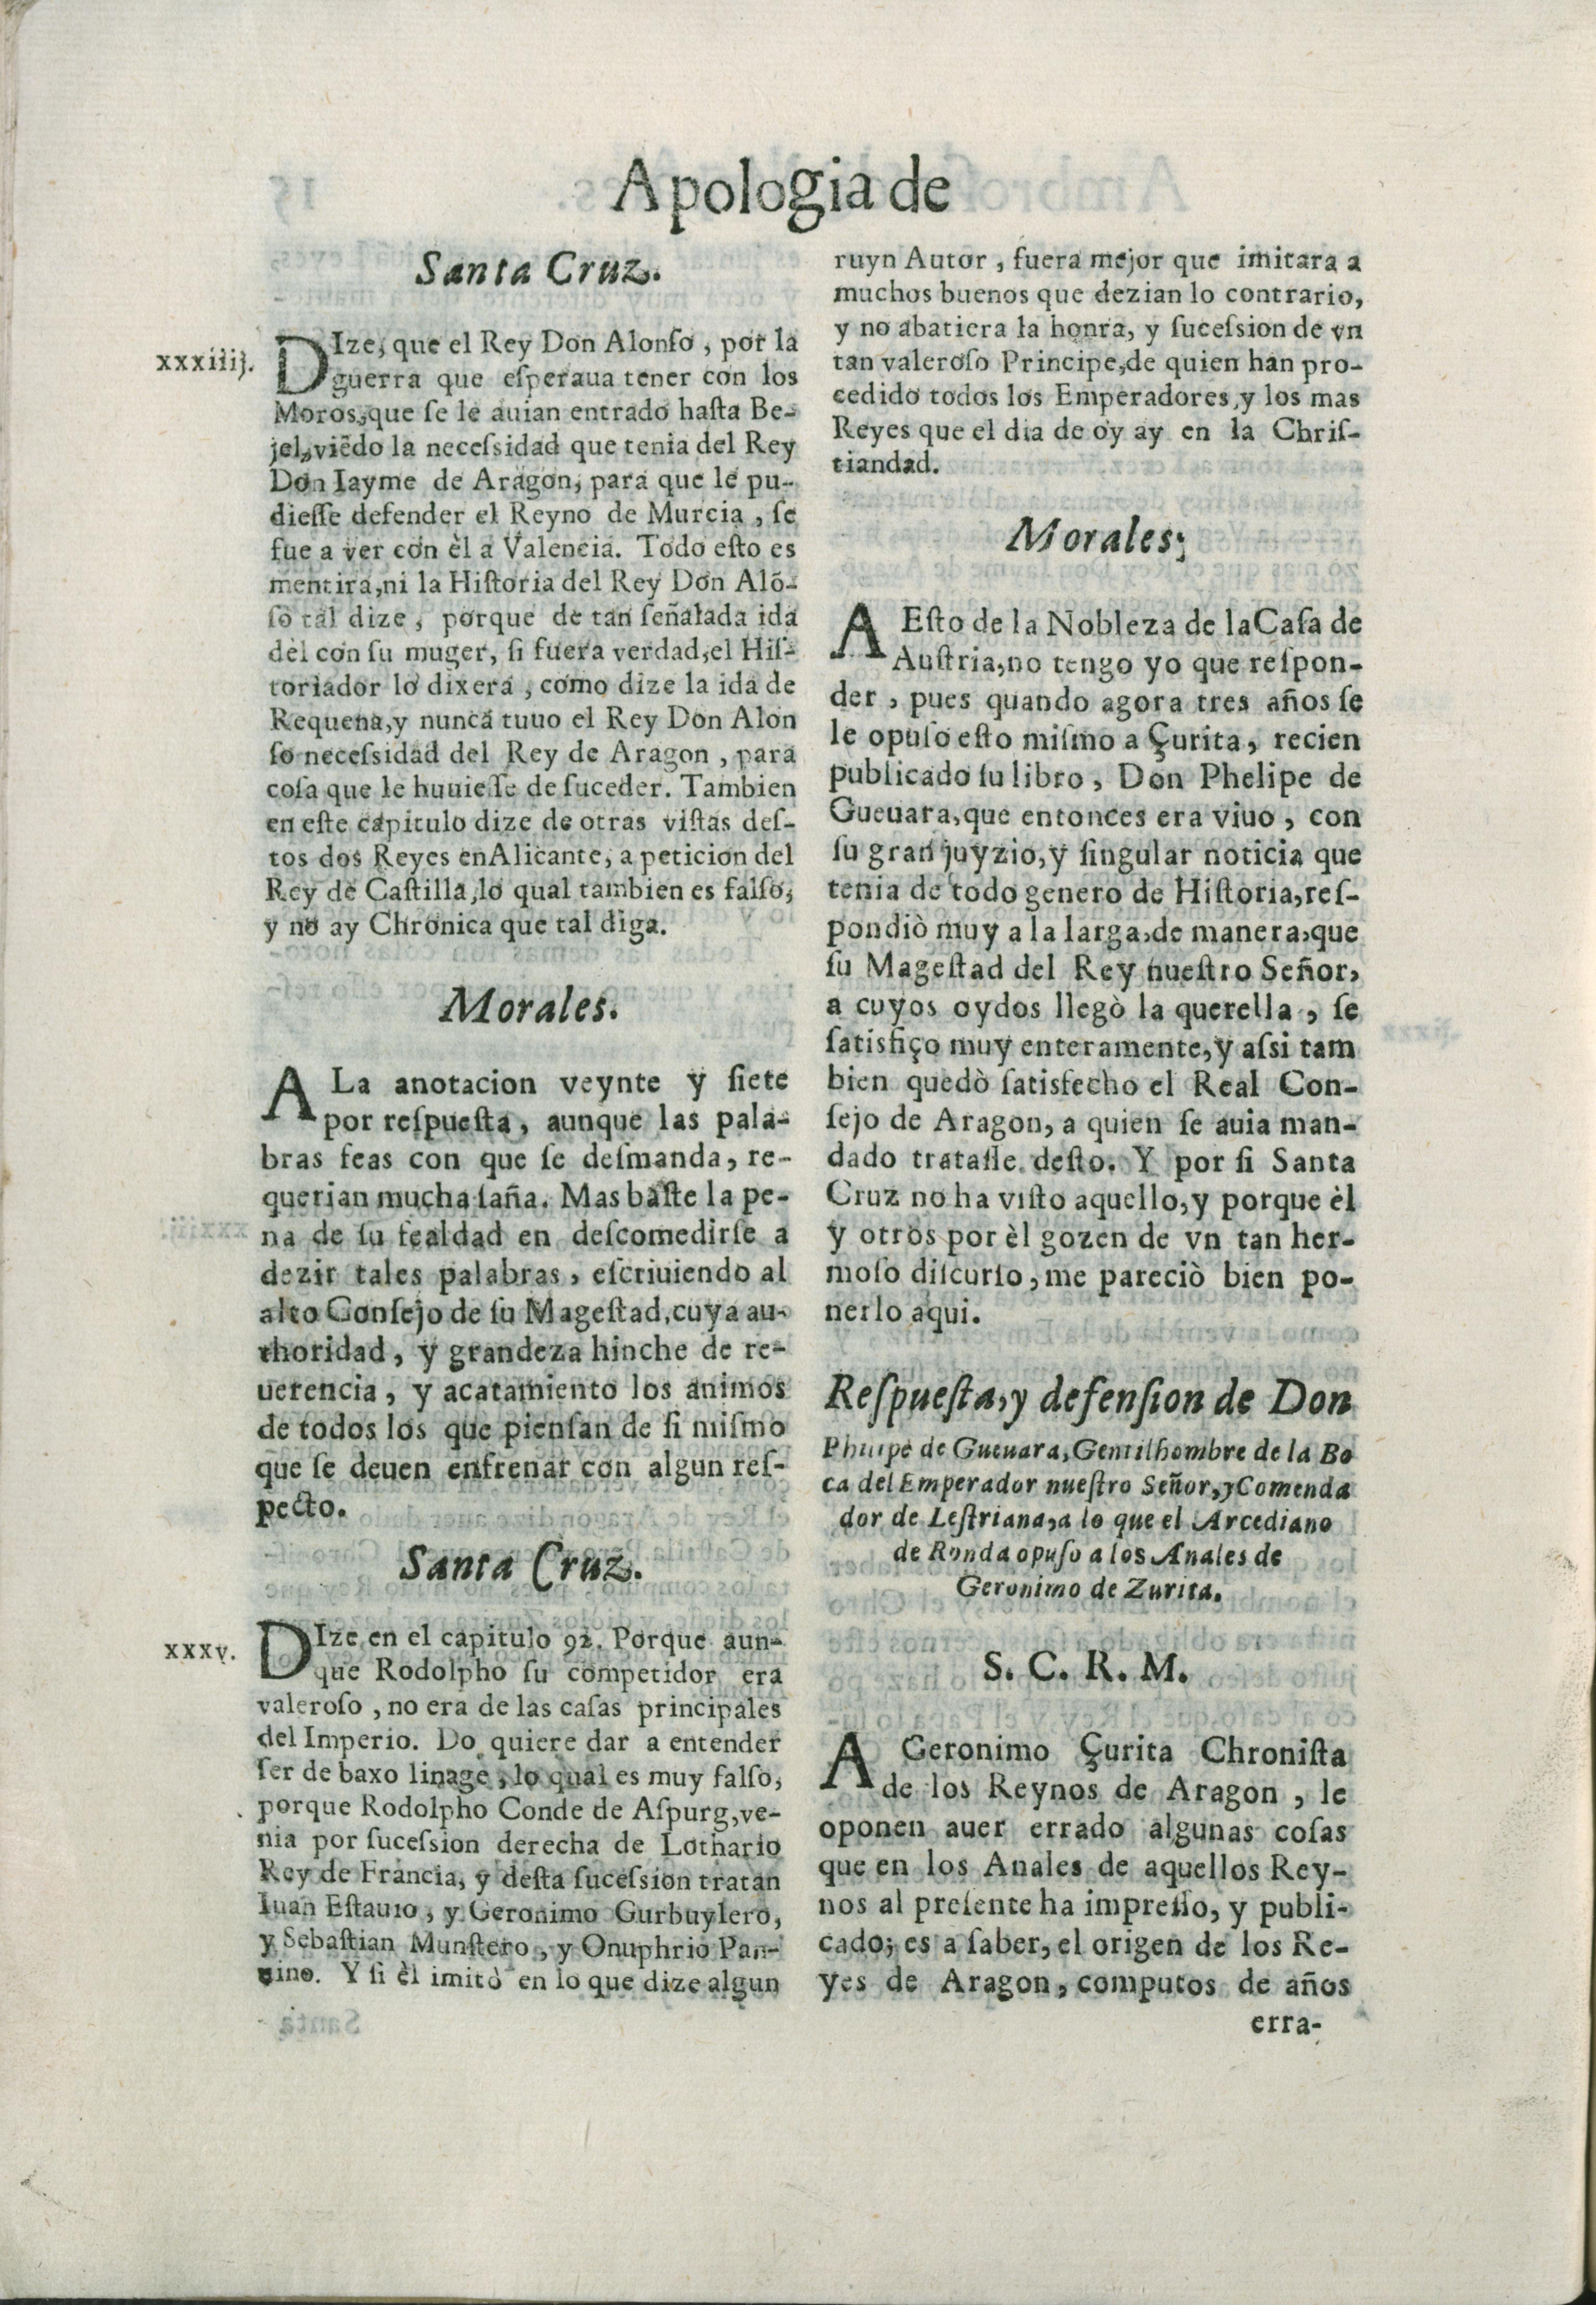 Apologia de
Santa Cruz.
xxxiiij.
DIze, que el Rey Don Alonſo, por la
guerra que eſperaua tener con los
Moros, que ſe le auian entrado haſta Be-
jel, viẽdo la neceſsidad que tenia del Rey
Don Iayme de Aragon, para que le pu-
dieſſe defender el Reyno de Murcia, ſe
fue a ver con èl a Valencia. Todo eſto es
mentira, ni la Hiſtoria del Rey Don Alõ-
ſo tal dize, porque de tan ſeñalada ida
dèl con ſu muger, ſi fuera verdad, el Hiſ-
toriador lo dixera, como dize la ida de
Requena, y nunca tuuo el Rey Don Alon
ſo neceſsidad del Rey de Aragon, para
coſa que le huuieſſe de ſuceder. Tambien
en eſte capitulo dize de otras viſtas deſ-
tos dos Reyes en Alicante, a peticion del
Rey de Caſtilla, lo qual tambien es falſo,
y no ay Chronica que tal diga.
Morales.
A La anotacion veynte y ſiete
por reſpueſta, aunque las pala-
bras feas con que ſe deſmanda, re-
querian mucha ſaña. Mas baſte la pe-
na de ſu fealdad en deſcomedirſe a
dezir tales palabras, eſcriuiendo al
alto Conſejo de ſu Mageſtad, cuya au-
thoridad, y grandeza hinche de re-
uerencia, y acatamiento los animos
de todos los que pienſan de ſi miſmo
que ſe deuen enfrenar con algun reſ-
pecto.
Santa Cruz.
xxxv.
DIze en el capitulo 92. Porque aun-
que Rodolpho ſu competidor era
valeroſo, no era de las caſas principales
del Imperio. Do quiere dar a entender
ſer de baxo linage, lo qual es muy falſo,
porque Rodolpho Conde de Aſpurg, ve-
nia por ſuceſsion derecha de Lothario
Rey de Francia, y deſta ſuceſsion tratan
Iuan Eſtauio, y Geronimo Gurbuylero,
y Sebaſtian Munſtero, y Onuphrio Pan-
uino. Y ſi èl imitò en lo que dize algun
ruyn Autor, fuera mejor que imitara a
muchos buenos que dezian lo contrario,
y no abatiera la honra, y ſuceſsion de vn
tan valeroſo Principe, de quien han pro-
cedido todos los Emperadores, y los mas
Reyes que el dia de oy ay en la Chriſ-
tiandad.
Morales;
A Eſto de la Nobleza de la Caſa de
Auſtria, no tengo yo que reſpon-
der, pues quando agora tres años ſe
le opuſo eſto miſmo a Çurita, recien
publicado ſu libro, Don Phelipe de
Gueuara, que entonces era viuo, con
ſu gran juyzio, y ſingular noticia que
tenia de todo genero de Hiſtoria, reſ-
pondiò muy a la larga, de manera, que
ſu Mageſtad del Rey nueſtro Señor,
a cuyos oydos llegò la querella, ſe
ſatisfiço muy enteramente, y aſsi tam
bien quedò ſatisfecho el Real Con-
ſejo de Aragon, a quien ſe auia man-
dado trataſſe deſto. Y por ſi Santa
Cruz no ha viſto aquello, y porque èl
y otros por èl gozen de vn tan her-
moſo diſcurſo, me pareciò bien po-
nerlo aqui.
Reſpueſta, y defenſion de Don
Phelipe de Gueuara, Gentilhombre de la Bo
ca del Emperador nueſtro Señor, y Comenda
dor de Leſtriana, a lo que el Arcediano
de Ronda opuſo a los Anales de
Geronimo de Zurita.
S. C. R. M.
A Geronimo Çurita Chroniſta
de los Reynos de Aragon, le
oponen auer errado algunas coſas
que en los Anales de aquellos Rey-
nos al preſente ha impreſſo, y publi-
cado; es a ſaber, el origen de los Re-
yes de Aragon, computos de años
erra-